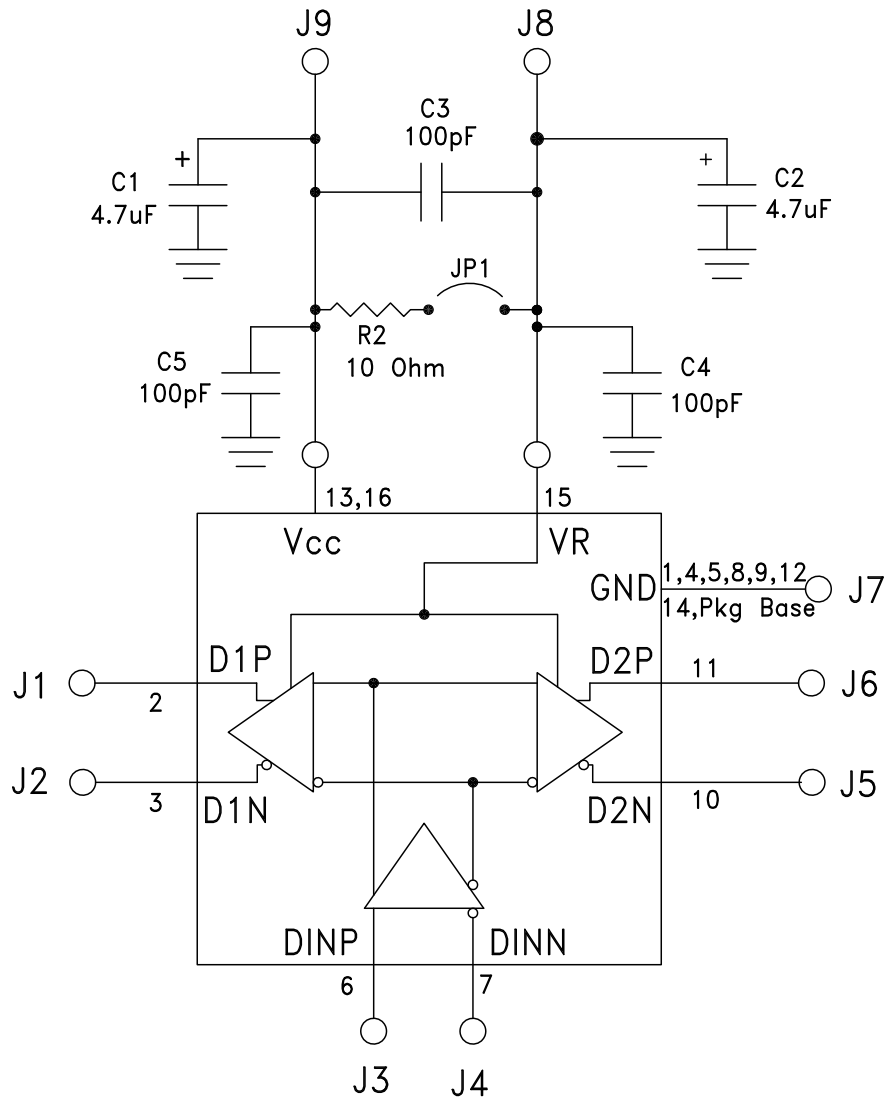 J9
J8
C3
100pF
+
C1
4.7uF
+
C2
4.7uF
JP1
R2
10 Ohm
C5
100pF
C4
100pF
13,16
15
Vcc
VR
GND
1,4,5,8,9,12
14,Pkg Base
J7
D1P
D2P
J1
2
11
J6
J2
3
D1N
D2N
10
J5
DINP
DINN
6
7
J3
J4